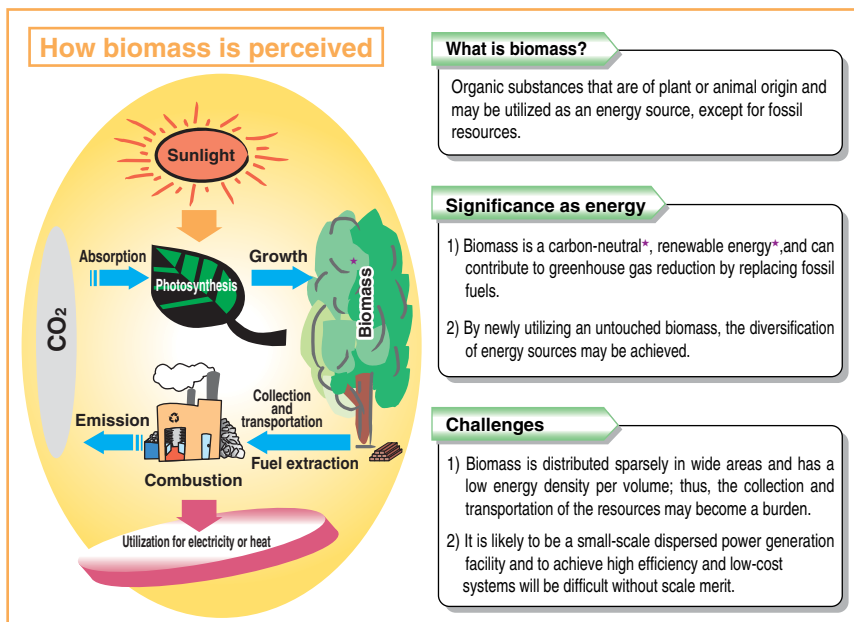 How biomass is perceived
Sunlight
Absorption
Photosynthesis
Growth
Biomass★
CO₂
Emission
Combustion
Collection
and
transportation
Fuel extraction
Utilization for electricity or heat
What is biomass?
Organic substances that are of plant or animal origin and
may be utilized as an energy source, except for fossil
resources.
Significance as energy
1) Biomass is a carbon-neutral★, renewable energy★,and can
contribute to greenhouse gas reduction by replacing fossil
fuels.
2) By newly utilizing an untouched biomass, the diversification
of energy sources may be achieved.
Challenges
1) Biomass is distributed sparsely in wide areas and has a
low energy density per volume; thus, the collection and
transportation of the resources may become a burden.
2) It is likely to be a small-scale dispersed power generation
facility and to achieve high efficiency and low-cost
systems will be difficult without scale merit.